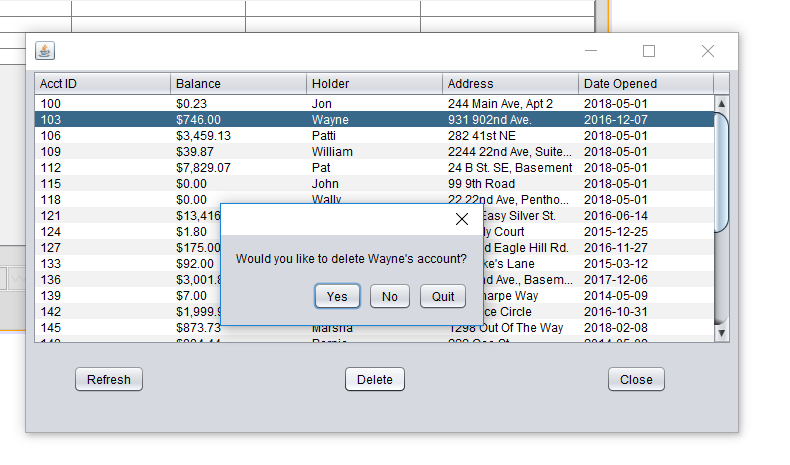 Acct ID Balance Holder Address Date Opened
100 $0.23 Jon 244 Main Ave, Apt 2 2018-05-01
103 $746.00 Wayne 931 902nd Ave. 2016-12-07
106 $3,459.13 Patti 282 41st NE 2018-05-01
109 $39.87 William 2244 22nd Ave, Suite... 2018-05-01
112 $7,829.07 Pat 24 B St. SE, Basement 2018-05-01
115 $0.00 John 99 9th Road 2018-05-01
118 $0.00 Wally 22 22nd Ave, Pentho... 2018-05-01
121 $13,416 Easy Silver St. 2016-06-14
124 $1.80 Court 2015-12-25
127 $175.00 Eagle Hill Rd. 2016-11-27
133 $92.00 Lane 2015-03-12
136 $3,001.8 Ave., Basem... 2017-12-06
139 $7.00 Way 2014-05-09
142 $1,999.9 Circle 2016-10-31
145 $873.73 Marsha 1298 Out Of The Way 2018-02-08
Would you like to delete Wayne's account?
Yes No Quit
Refresh Delete Close